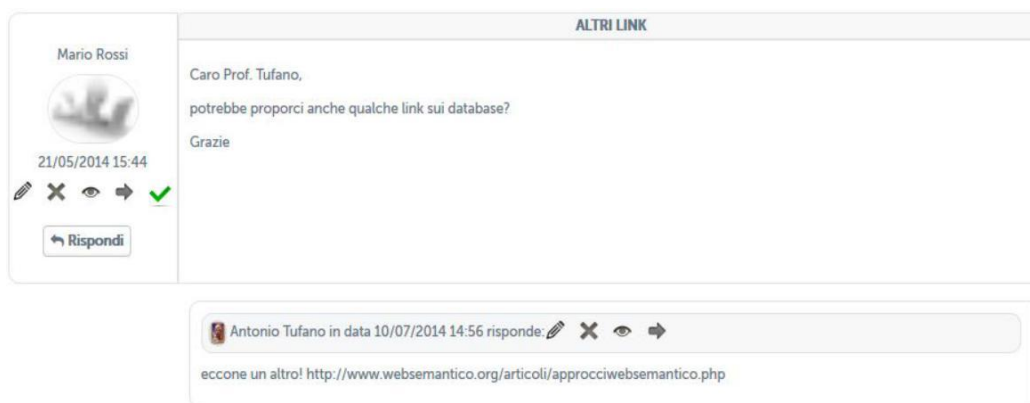 ALTRI LINK
Mario Rossi
Caro Prof. Tufano,
potrebbe proporci anche qualche link sui database?
Grazie
21/05/2014 15:44
Rispondi
Antonio Tufano in data 10/07/2014 14:56 risponde:
eccone un altro! http://www.websemantico.org/articoli/approcciwebsemantico.php